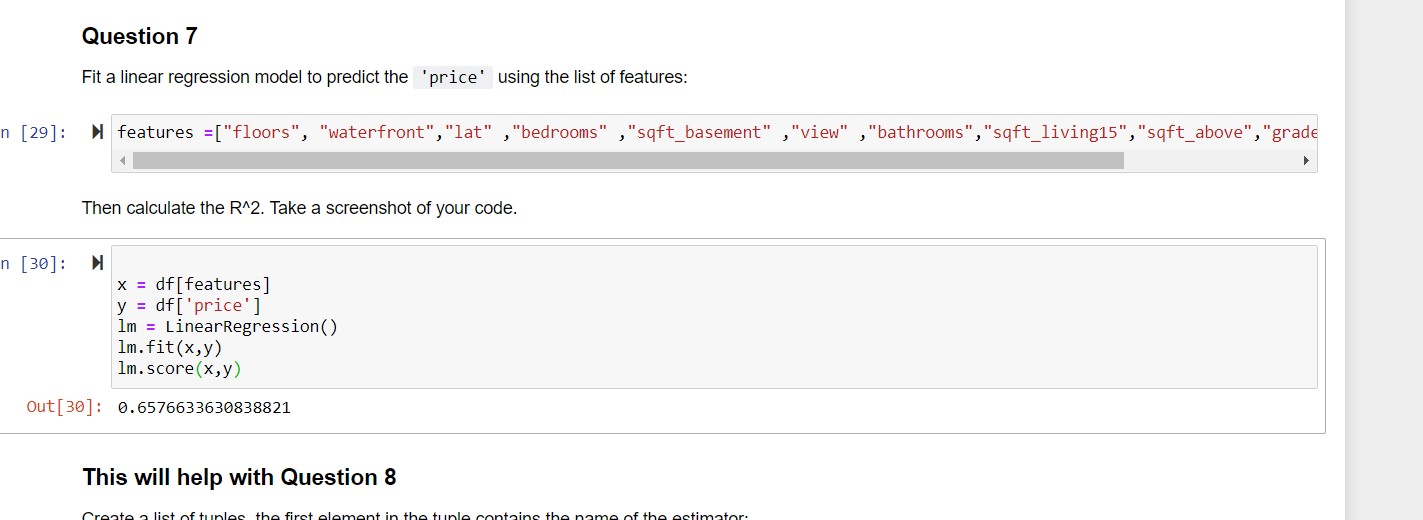 Question 7
Fit a linear regression model to predict the 'price' using the list of features:
n [29]: features =["floors", "waterfront","lat" ,"bedrooms" ,"sqft_basement" ,"view" ,"bathrooms","sqft_living15","sqft_above","grade
Then calculate the R^2. Take a screenshot of your code.
n [30]:
x = df[features]
y = df['price']
lm = LinearRegression()
lm.fit(x,y)
lm.score(x,y)
Out[30]: 0.6576633630838821
This will help with Question 8
Create a list of tuples, the first element in the tuple contains the name of the estimator: